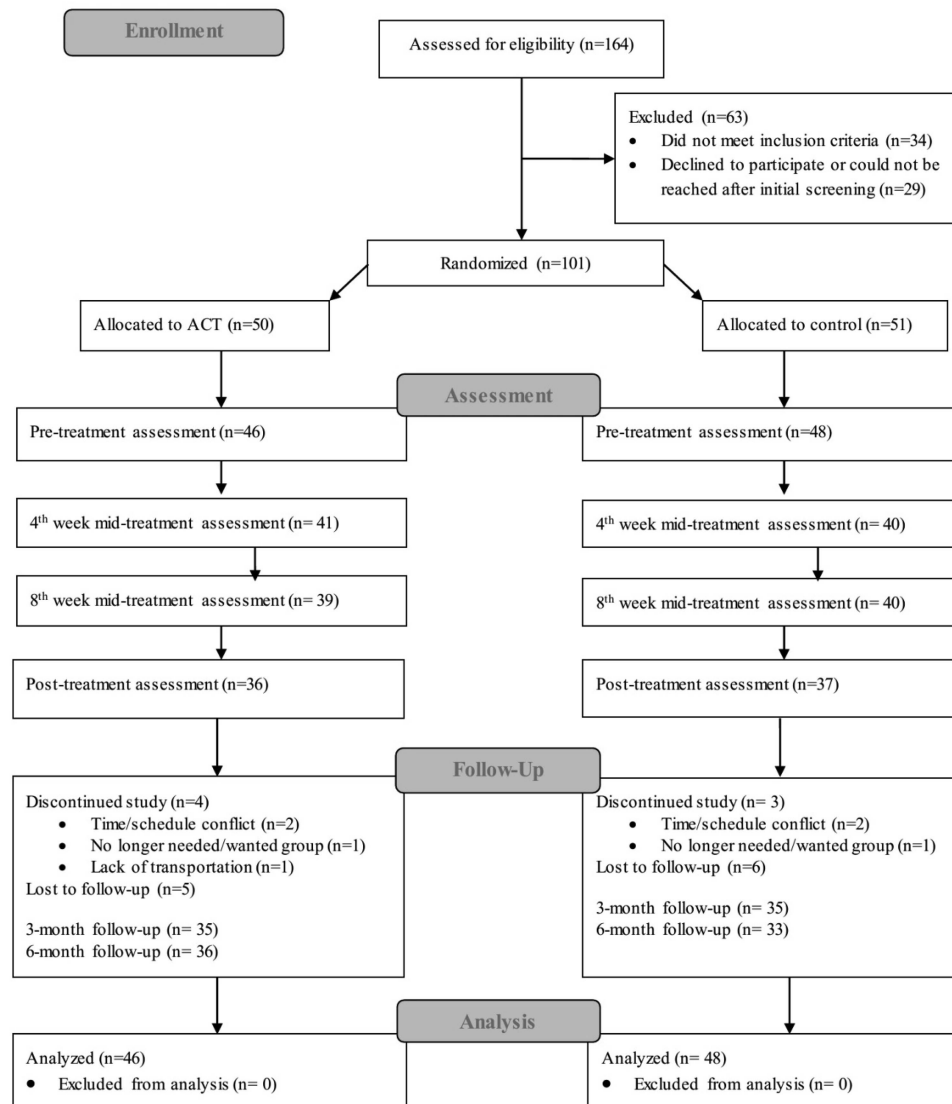 Enrollment
Assessed for eligibility (n=164)
Excluded (n=63)
• Did not meet inclusion criteria (n=34)
• Declined to participate or could not be
reached after initial screening (n=29)
Randomized (n=101)
Allocated to ACT (n=50)
Allocated to control (n=51)
Assessment
Pre-treatment assessment (n=46)
Pre-treatment assessment (n=48)
4th week mid-treatment assessment (n= 41)
4th week mid-treatment assessment (n= 40)
8th week mid-treatment assessment (n= 39)
8th week mid-treatment assessment (n= 40)
Post-treatment assessment (n=36)
Post-treatment assessment (n=37)
Follow-Up
Discontinued study (n=4)
• Time/schedule conflict (n=2)
• No longer needed/wanted group (n=1)
• Lack of transportation (n=1)
Lost to follow-up (n=5)
3-month follow-up (n= 35)
6-month follow-up (n= 36)
Discontinued study (n= 3)
• Time/schedule conflict (n=2)
• No longer needed/wanted group (n=1)
Lost to follow-up (n=6)
3-month follow-up (n= 35)
6-month follow-up (n= 33)
Analysis
Analyzed (n=46)
• Excluded from analysis (n= 0)
Analyzed (n= 48)
• Excluded from analysis (n= 0)